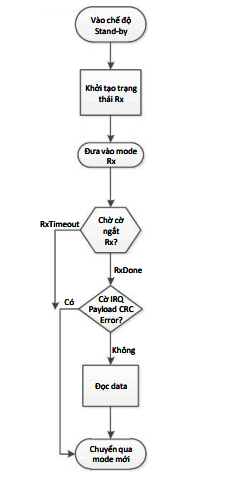 Vào chế độ
Stand-by
Khởi tạo trạng
thái Rx
Đưa vào mode
Rx
Chờ cờ
ngắt
Rx?
RxTimeout
RxDone
Có
Cờ IRQ
Payload CRC
Error?
Không
Đọc data
Chuyển qua
mode mới